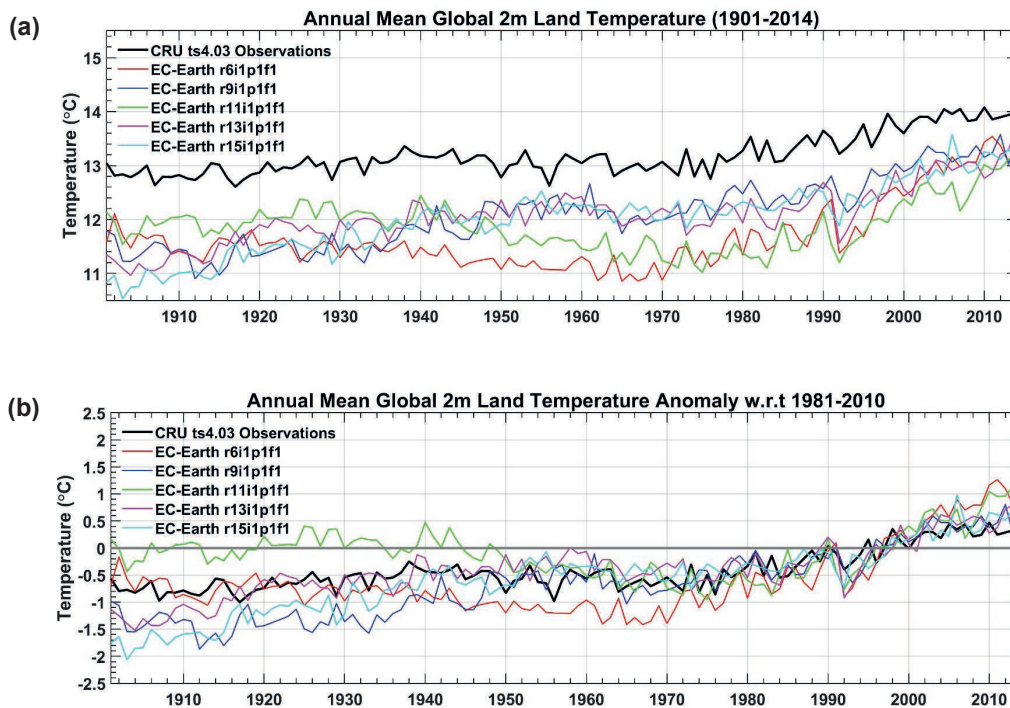 (a)
Annual Mean Global 2m Land Temperature (1901-2014)
Temperature (°C)
15
14
13
12
11
CRU ts4.03 Observations
EC-Earth r6i1p1f1
EC-Earth r9i1p1f1
EC-Earth r11i1p1f1
EC-Earth r13i1p1f1
EC-Earth r15i1p1f1
1910 1920 1930 1940 1950 1960 1970 1980 1990 2000 2010
(b)
Annual Mean Global 2m Land Temperature Anomaly w.r.t 1981-2010
Temperature (°C)
2.5
2
1.5
1
0.5
0
-0.5
-1
-1.5
-2
-2.5
CRU ts4.03 Observations
EC-Earth r6i1p1f1
EC-Earth r9i1p1f1
EC-Earth r11i1p1f1
EC-Earth r13i1p1f1
EC-Earth r15i1p1f1
1910 1920 1930 1940 1950 1960 1970 1980 1990 2000 2010